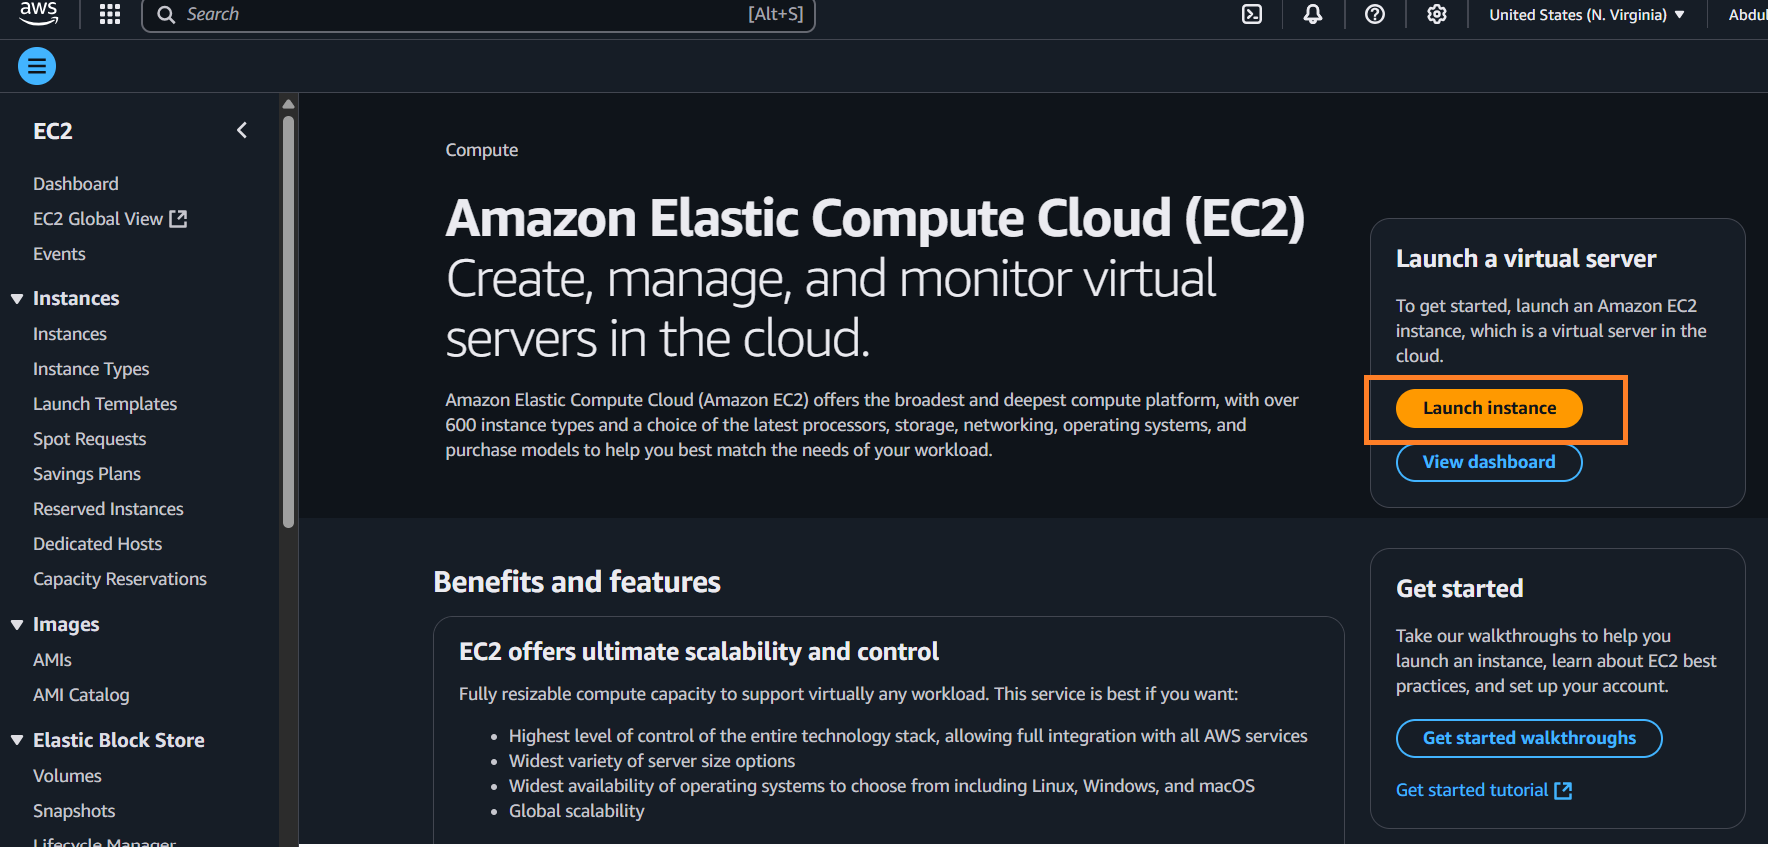 aws
Search
[Alt+S]
United States (N. Virginia)
Abdul
EC2
Dashboard
EC2 Global View
Events
Instances
Instances
Instance Types
Launch Templates
Spot Requests
Savings Plans
Reserved Instances
Dedicated Hosts
Capacity Reservations
Images
AMIs
AMI Catalog
Elastic Block Store
Volumes
Snapshots
Lifecycle Manager
Compute
Amazon Elastic Compute Cloud (EC2)
Create, manage, and monitor virtual
servers in the cloud.
Amazon Elastic Compute Cloud (Amazon EC2) offers the broadest and deepest compute platform, with over
600 instance types and a choice of the latest processors, storage, networking, operating systems, and
purchase models to help you best match the needs of your workload.
Launch a virtual server
To get started, launch an Amazon EC2
instance, which is a virtual server in the
cloud.
Launch instance
View dashboard
Benefits and features
EC2 offers ultimate scalability and control
Fully resizable compute capacity to support virtually any workload. This service is best if you want:
• Highest level of control of the entire technology stack, allowing full integration with all AWS services
• Widest variety of server size options
• Widest availability of operating systems to choose from including Linux, Windows, and macOS
• Global scalability
Get started
Take our walkthroughs to help you
launch an instance, learn about EC2 best
practices, and set up your account.
Get started walkthroughs
Get started tutorial